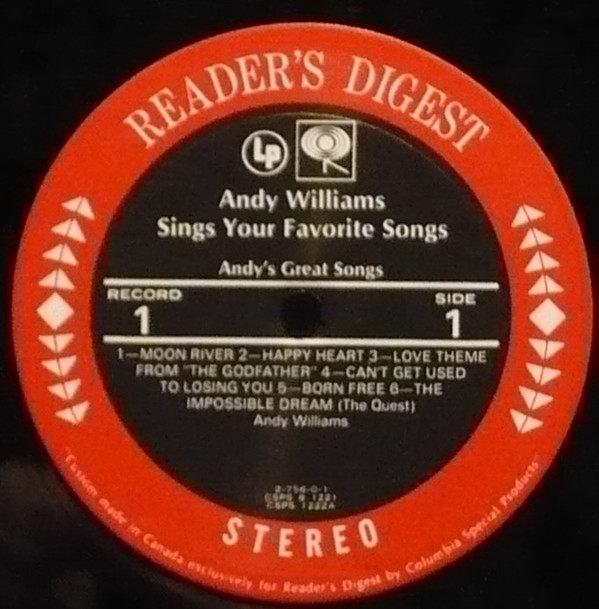 READER'S DIGEST
Lp
Andy Williams
Sings Your Favorite Songs
Andy's Great Songs
RECORD
1
SIDE
1
1—MOON RIVER 2—HAPPY HEART 3—LOVE THEME
FROM "THE GODFATHER" 4—CAN'T GET USED
TO LOSING YOU 5—BORN FREE 6—THE
IMPOSSIBLE DREAM (The Quest)
Andy Williams
STEREO
"Custom made in Canada exclusively for Reader's Digest by Columbia Special Products"